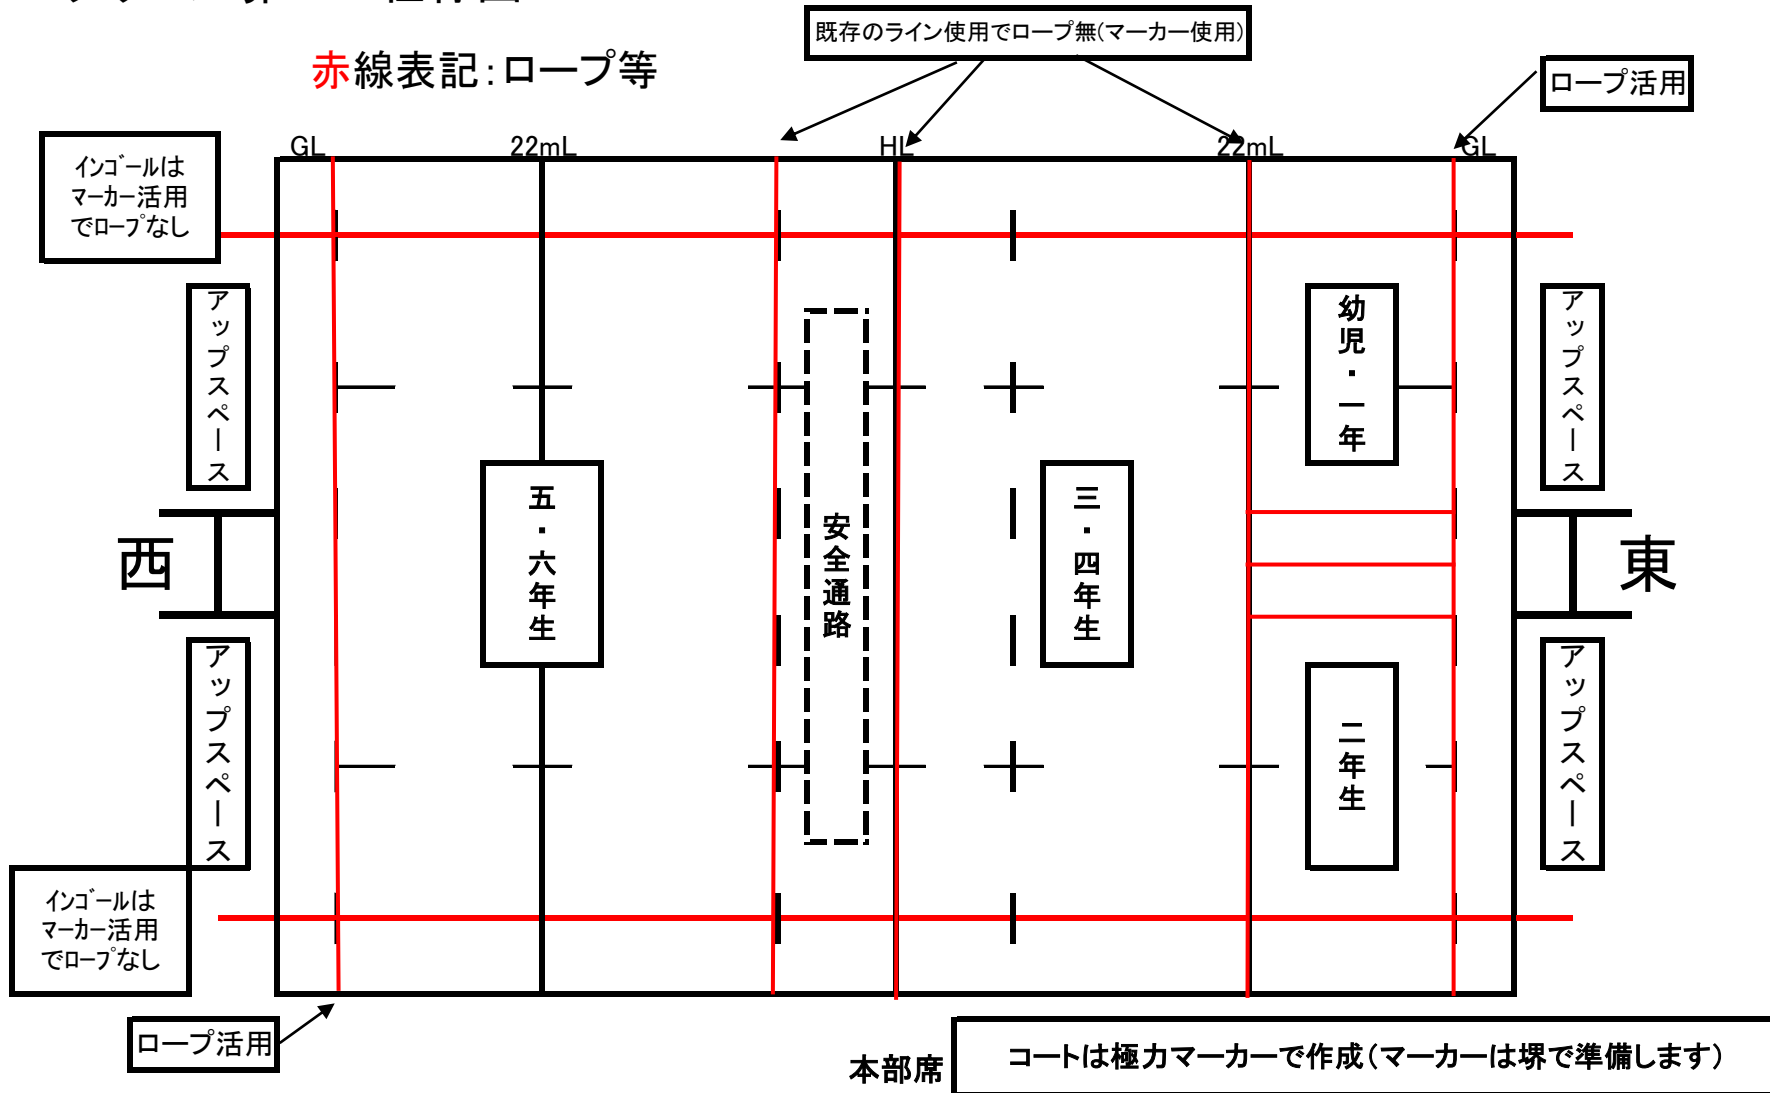 既存のライン使用でロープ無(マーカー使用)
赤線表記:ロープ等
ロープ活用
GL
22mL
HL
22mL
GL
インゴールは
マーカー活用
でロープなし
アップスペース
アップスペース
幼児・一年
五・六年生
安全通路
三・四年生
西
東
アップスペース
アップスペース
二年生
インゴールは
マーカー活用
でロープなし
ロープ活用
本部席
コートは極力マーカーで作成(マーカーは堺で準備します)